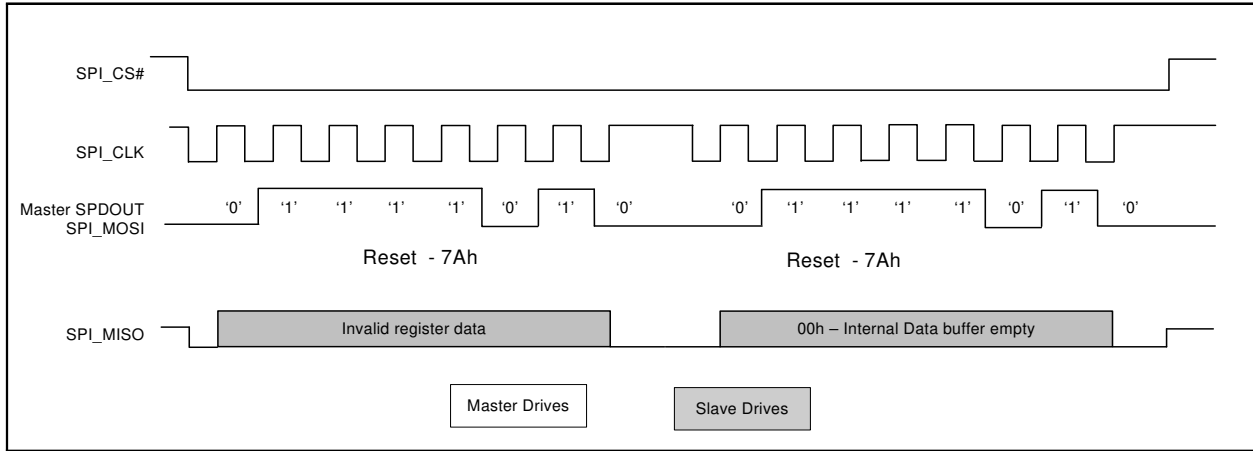 SPI_CS#
SPI_CLK
Master SPDOUT
SPI_MOSI
‘0’ ‘1’ ‘1’ ‘1’ ‘1’ ‘0’ ‘1’ ‘0’ ‘0’ ‘1’ ‘1’ ‘1’ ‘1’ ‘0’ ‘1’ ‘0’
Reset - 7Ah Reset - 7Ah
SPI_MISO
Invalid register data 00h – Internal Data buffer empty
Master Drives Slave Drives